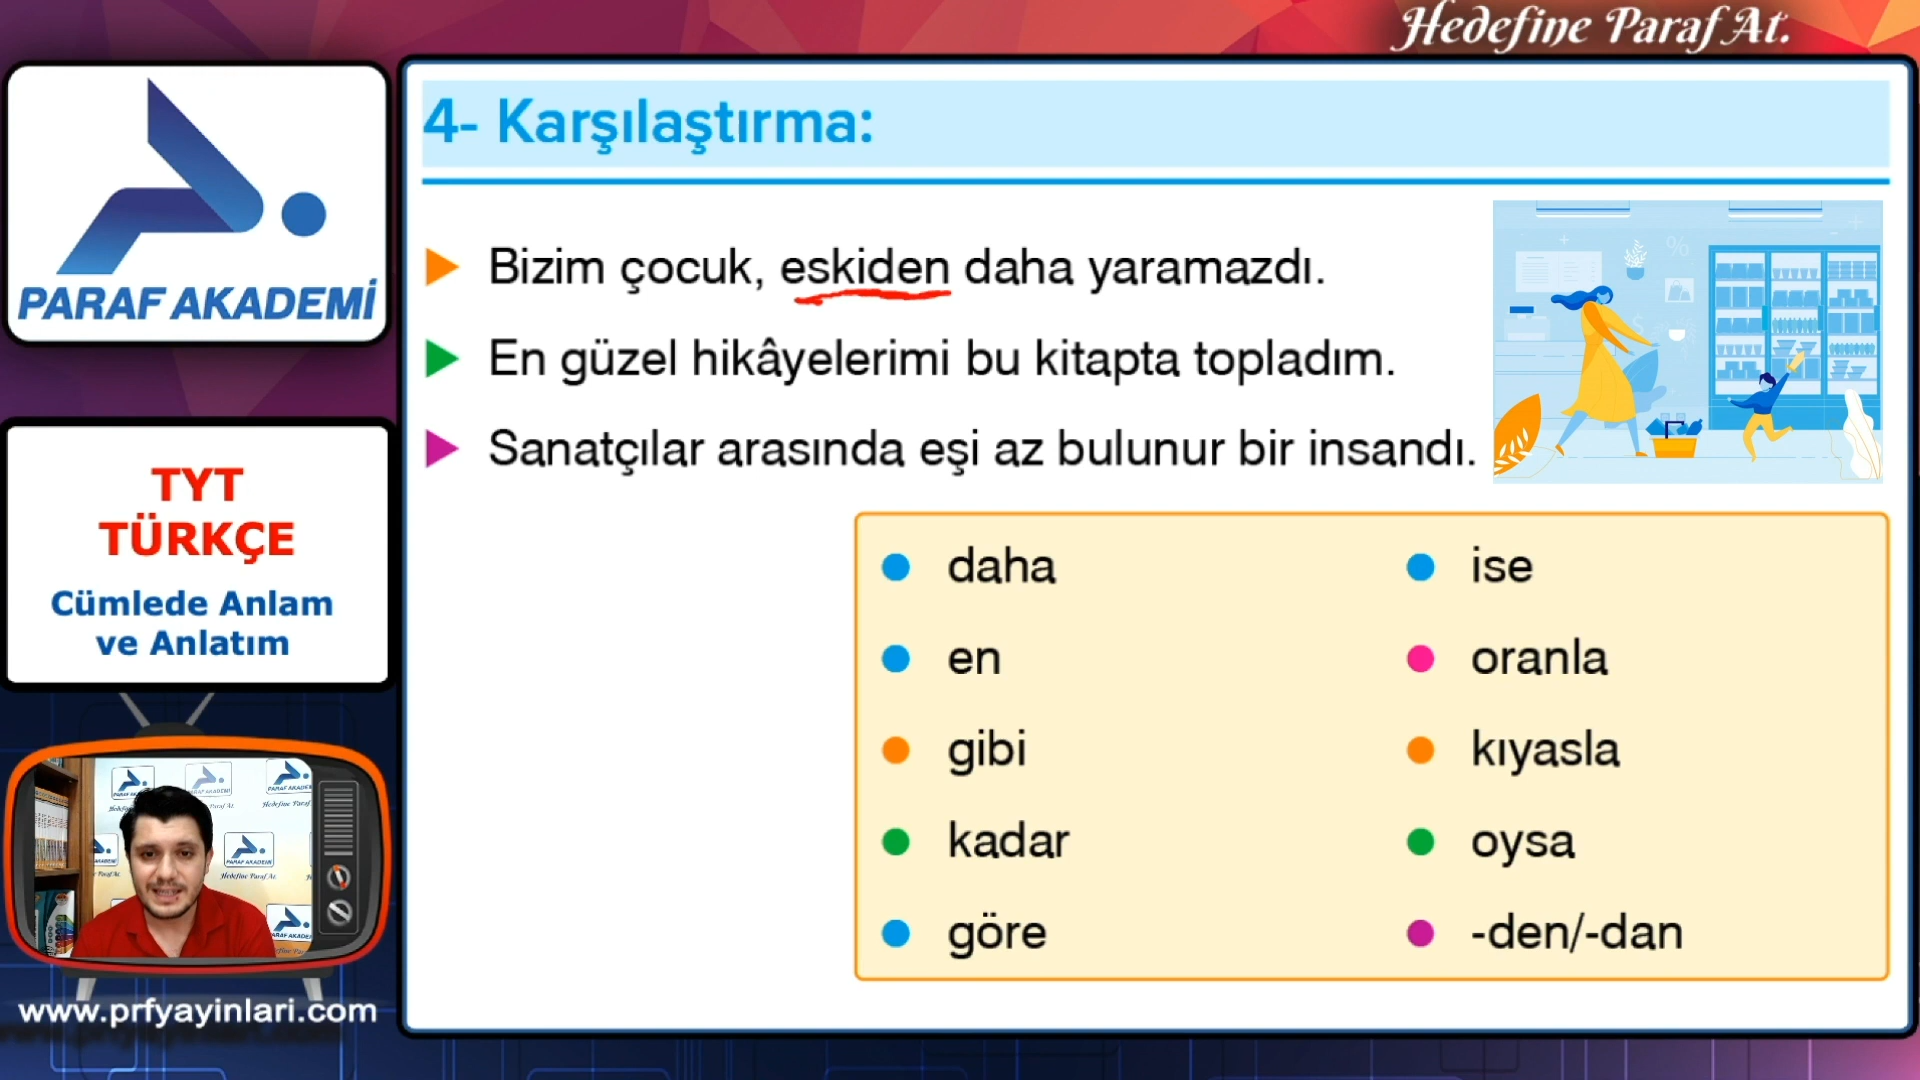 Hedefine Paraf At.
PARAF AKADEMİ
TYT
TÜRKÇE
Cümlede Anlam
ve Anlatım
www.prfyayinlari.com
4- Karşılaştırma:
Bizim çocuk, eskiden daha yaramazdı.
En güzel hikâyelerimi bu kitapta topladım.
Sanatçılar arasında eşi az bulunur bir insandı.
daha
en
gibi
kadar
göre
ise
oranla
kıyasla
oysa
-den/-dan